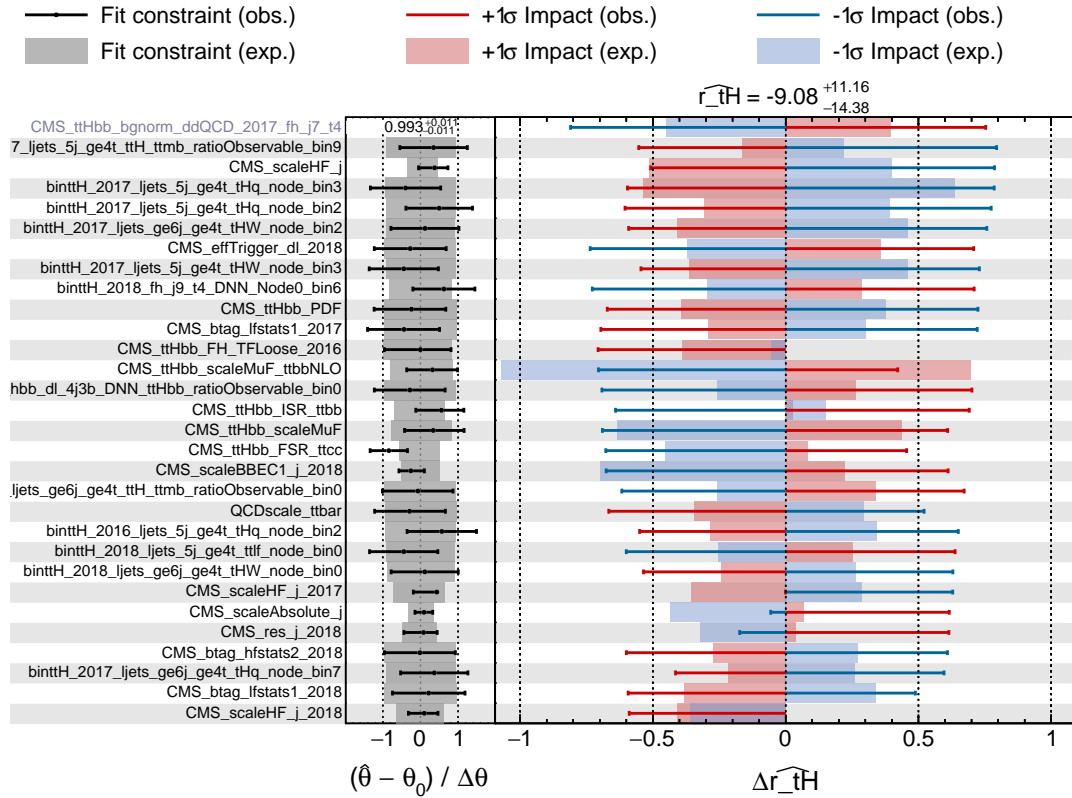 Fit constraint (obs.) +1σ Impact (obs.) -1σ Impact (obs.)
Fit constraint (exp.) +1σ Impact (exp.) -1σ Impact (exp.)
r_tH = -9.08 +11.16 −14.38
CMS_ttHbb_bgnorm_ddQCD_2017_fh_j7_t4 0.993 +0.011 −0.011
7_ljets_5j_ge4t_ttH_ttmb_ratioObservable_bin9
CMS_scaleHF_j
binttH_2017_ljets_5j_ge4t_tHq_node_bin3
binttH_2017_ljets_5j_ge4t_tHq_node_bin2
binttH_2017_ljets_ge6j_ge4t_tHW_node_bin2
CMS_effTrigger_dl_2018
binttH_2017_ljets_5j_ge4t_tHW_node_bin3
binttH_2018_fh_j9_t4_DNN_Node0_bin6
CMS_ttHbb_PDF
CMS_btag_lfstats1_2017
CMS_ttHbb_FH_TFLoose_2016
CMS_ttHbb_scaleMuF_ttbbNLO
hbb_dl_4j3b_DNN_ttHbb_ratioObservable_bin0
CMS_ttHbb_ISR_ttbb
CMS_ttHbb_scaleMuF
CMS_ttHbb_FSR_ttcc
CMS_scaleBBEC1_j_2018
_ljets_ge6j_ge4t_ttH_ttmb_ratioObservable_bin0
QCDscale_ttbar
binttH_2016_ljets_5j_ge4t_tHq_node_bin2
binttH_2018_ljets_5j_ge4t_ttlf_node_bin0
binttH_2018_ljets_ge6j_ge4t_tHW_node_bin0
CMS_scaleHF_j_2017
CMS_scaleAbsolute_j
CMS_res_j_2018
CMS_btag_hfstats2_2018
binttH_2017_ljets_ge6j_ge4t_tHq_node_bin7
CMS_btag_lfstats1_2018
CMS_scaleHF_j_2018
−1 0 1 −1 −0.5 0 0.5 1
(θ̂ − θ0) / Δθ Δr_tH